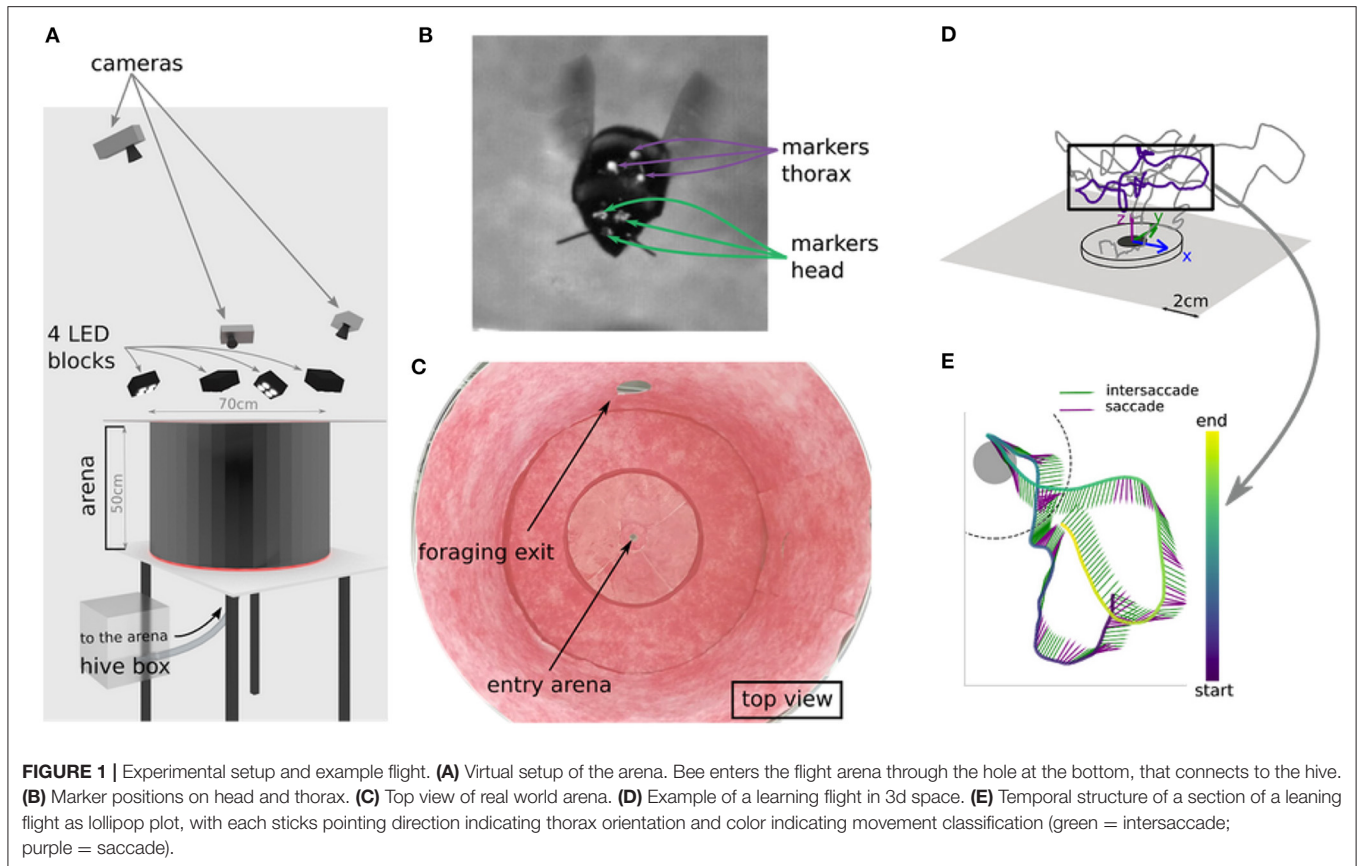 A
cameras
4 LED
blocks
70cm
arena
50cm
to the arena
hive box
B
markers
thorax
markers
head
C
foraging exit
entry arena
top view
D
z
y
x
2cm
E
intersaccade
saccade
end
start
FIGURE 1 | Experimental setup and example flight. (A) Virtual setup of the arena. Bee enters the flight arena through the hole at the bottom, that connects to the hive.
(B) Marker positions on head and thorax. (C) Top view of real world arena. (D) Example of a learning flight in 3d space. (E) Temporal structure of a section of a leaning
flight as lollipop plot, with each sticks pointing direction indicating thorax orientation and color indicating movement classification (green = intersaccade;
purple = saccade).